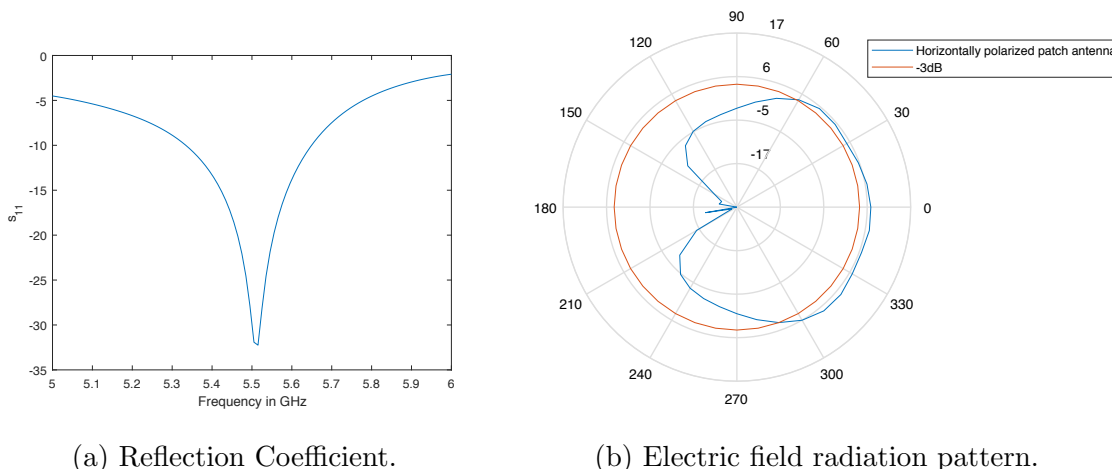 0
-5
-10
-15
-20
-25
-30
-35
s11
5 5.1 5.2 5.3 5.4 5.5 5.6 5.7 5.8 5.9 6
Frequency in GHz
(a) Reflection Coefficient.
90 17
120 60
6
150 -5 30
-17
180 0
210 330
240 300
270
Horizontally polarized patch antenna
-3dB
(b) Electric field radiation pattern.